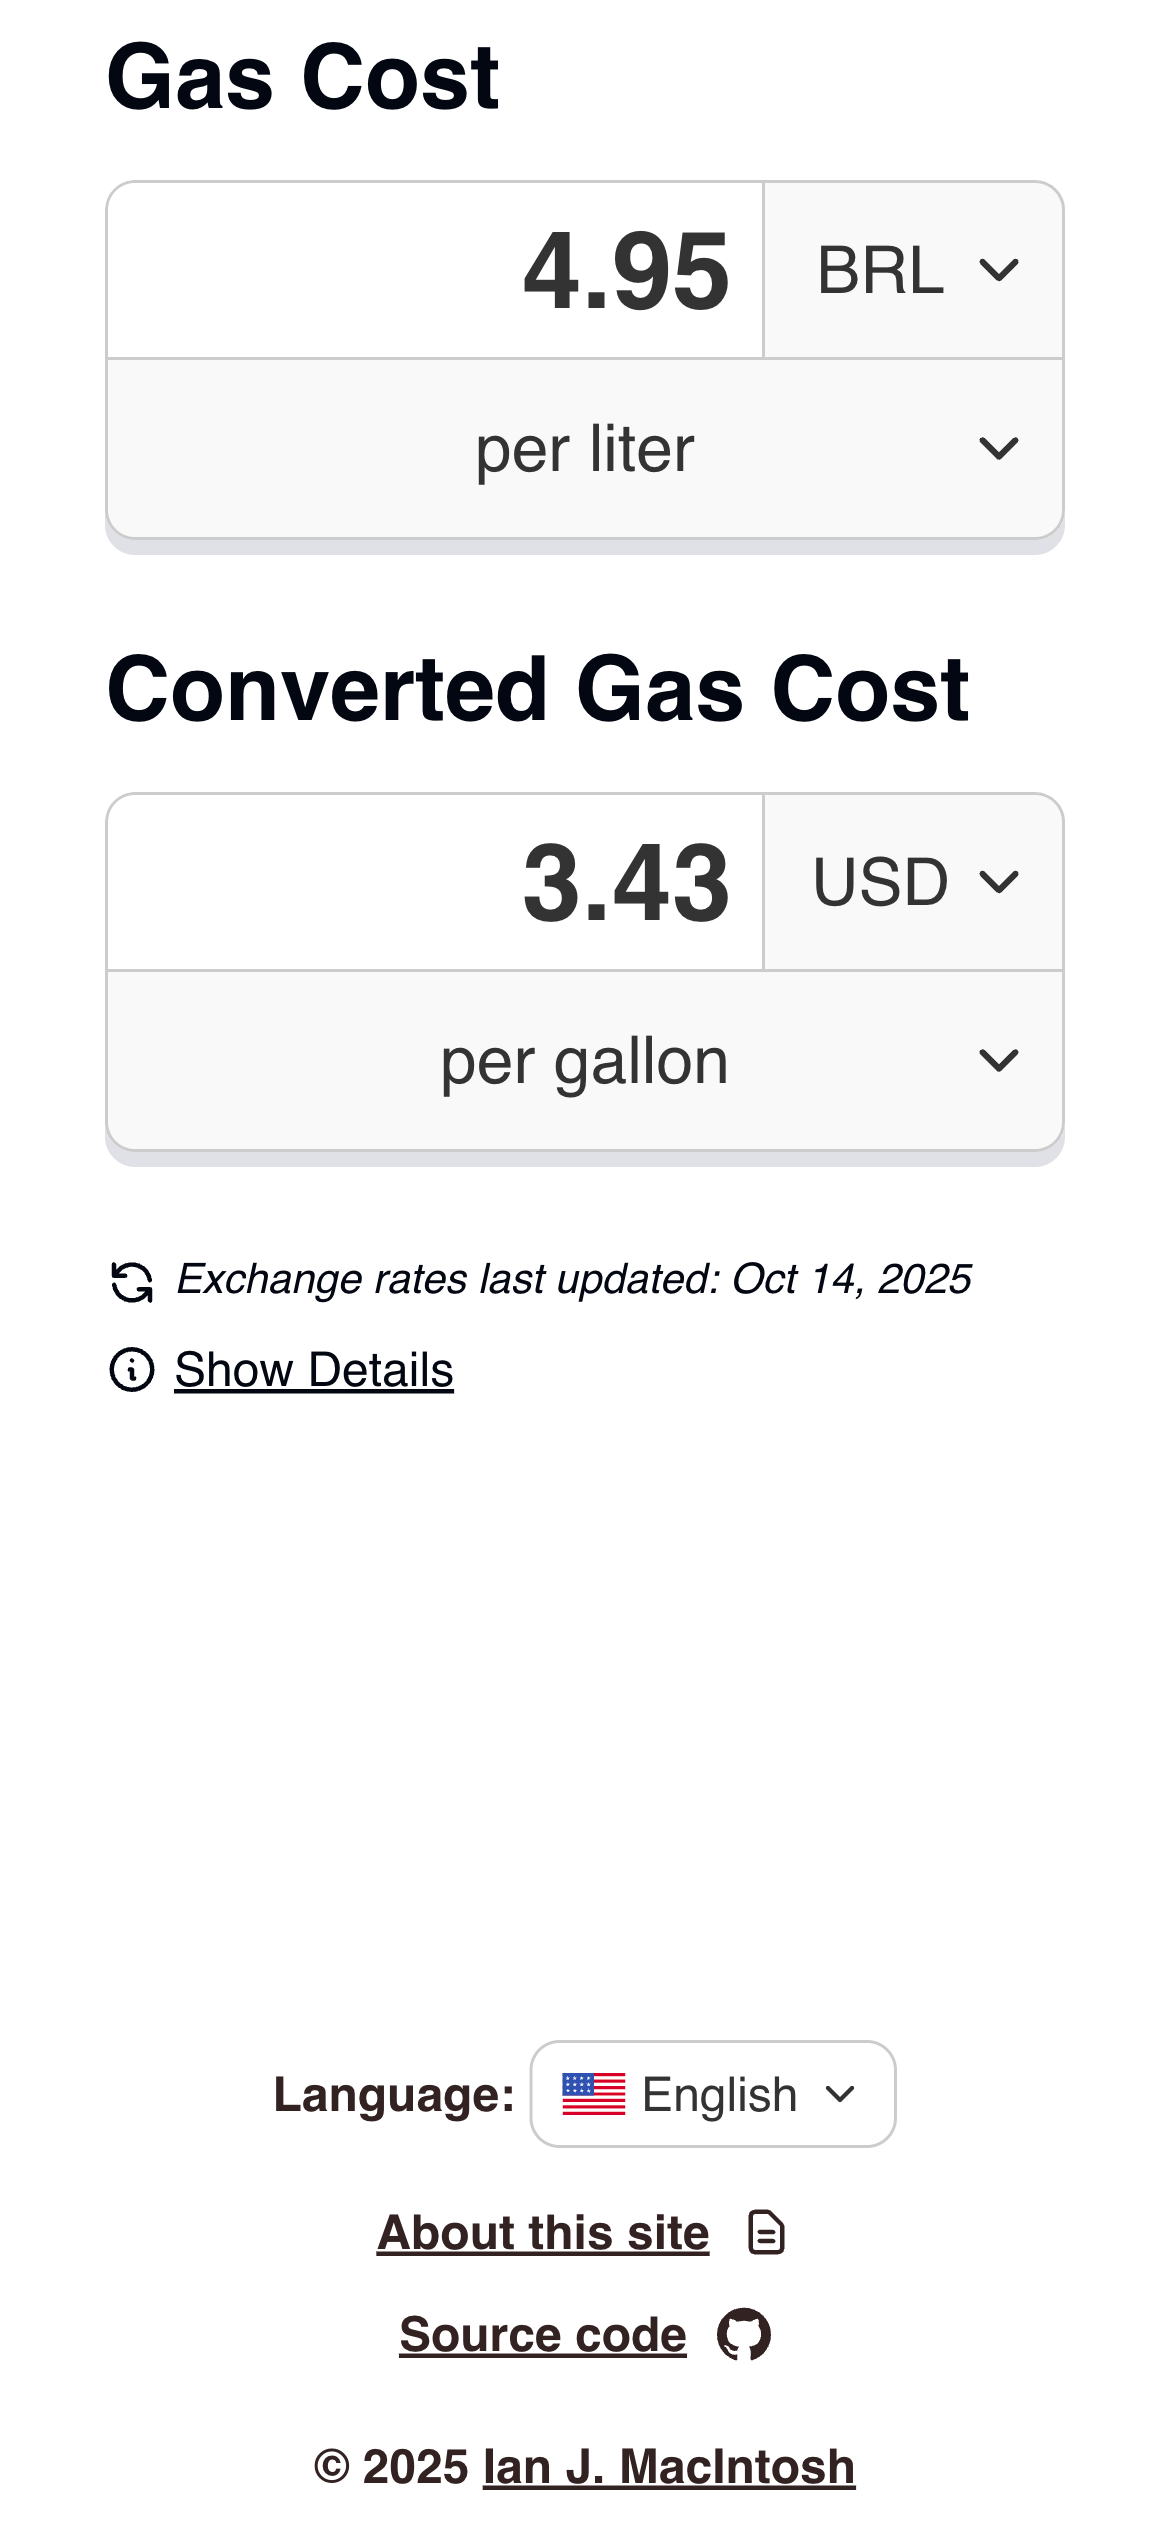 Gas Cost
4.95 BRL
per liter
Converted Gas Cost
3.43 USD
per gallon
Exchange rates last updated: Oct 14, 2025
Show Details
Language: English
About this site
Source code
© 2025 Ian J. MacIntosh